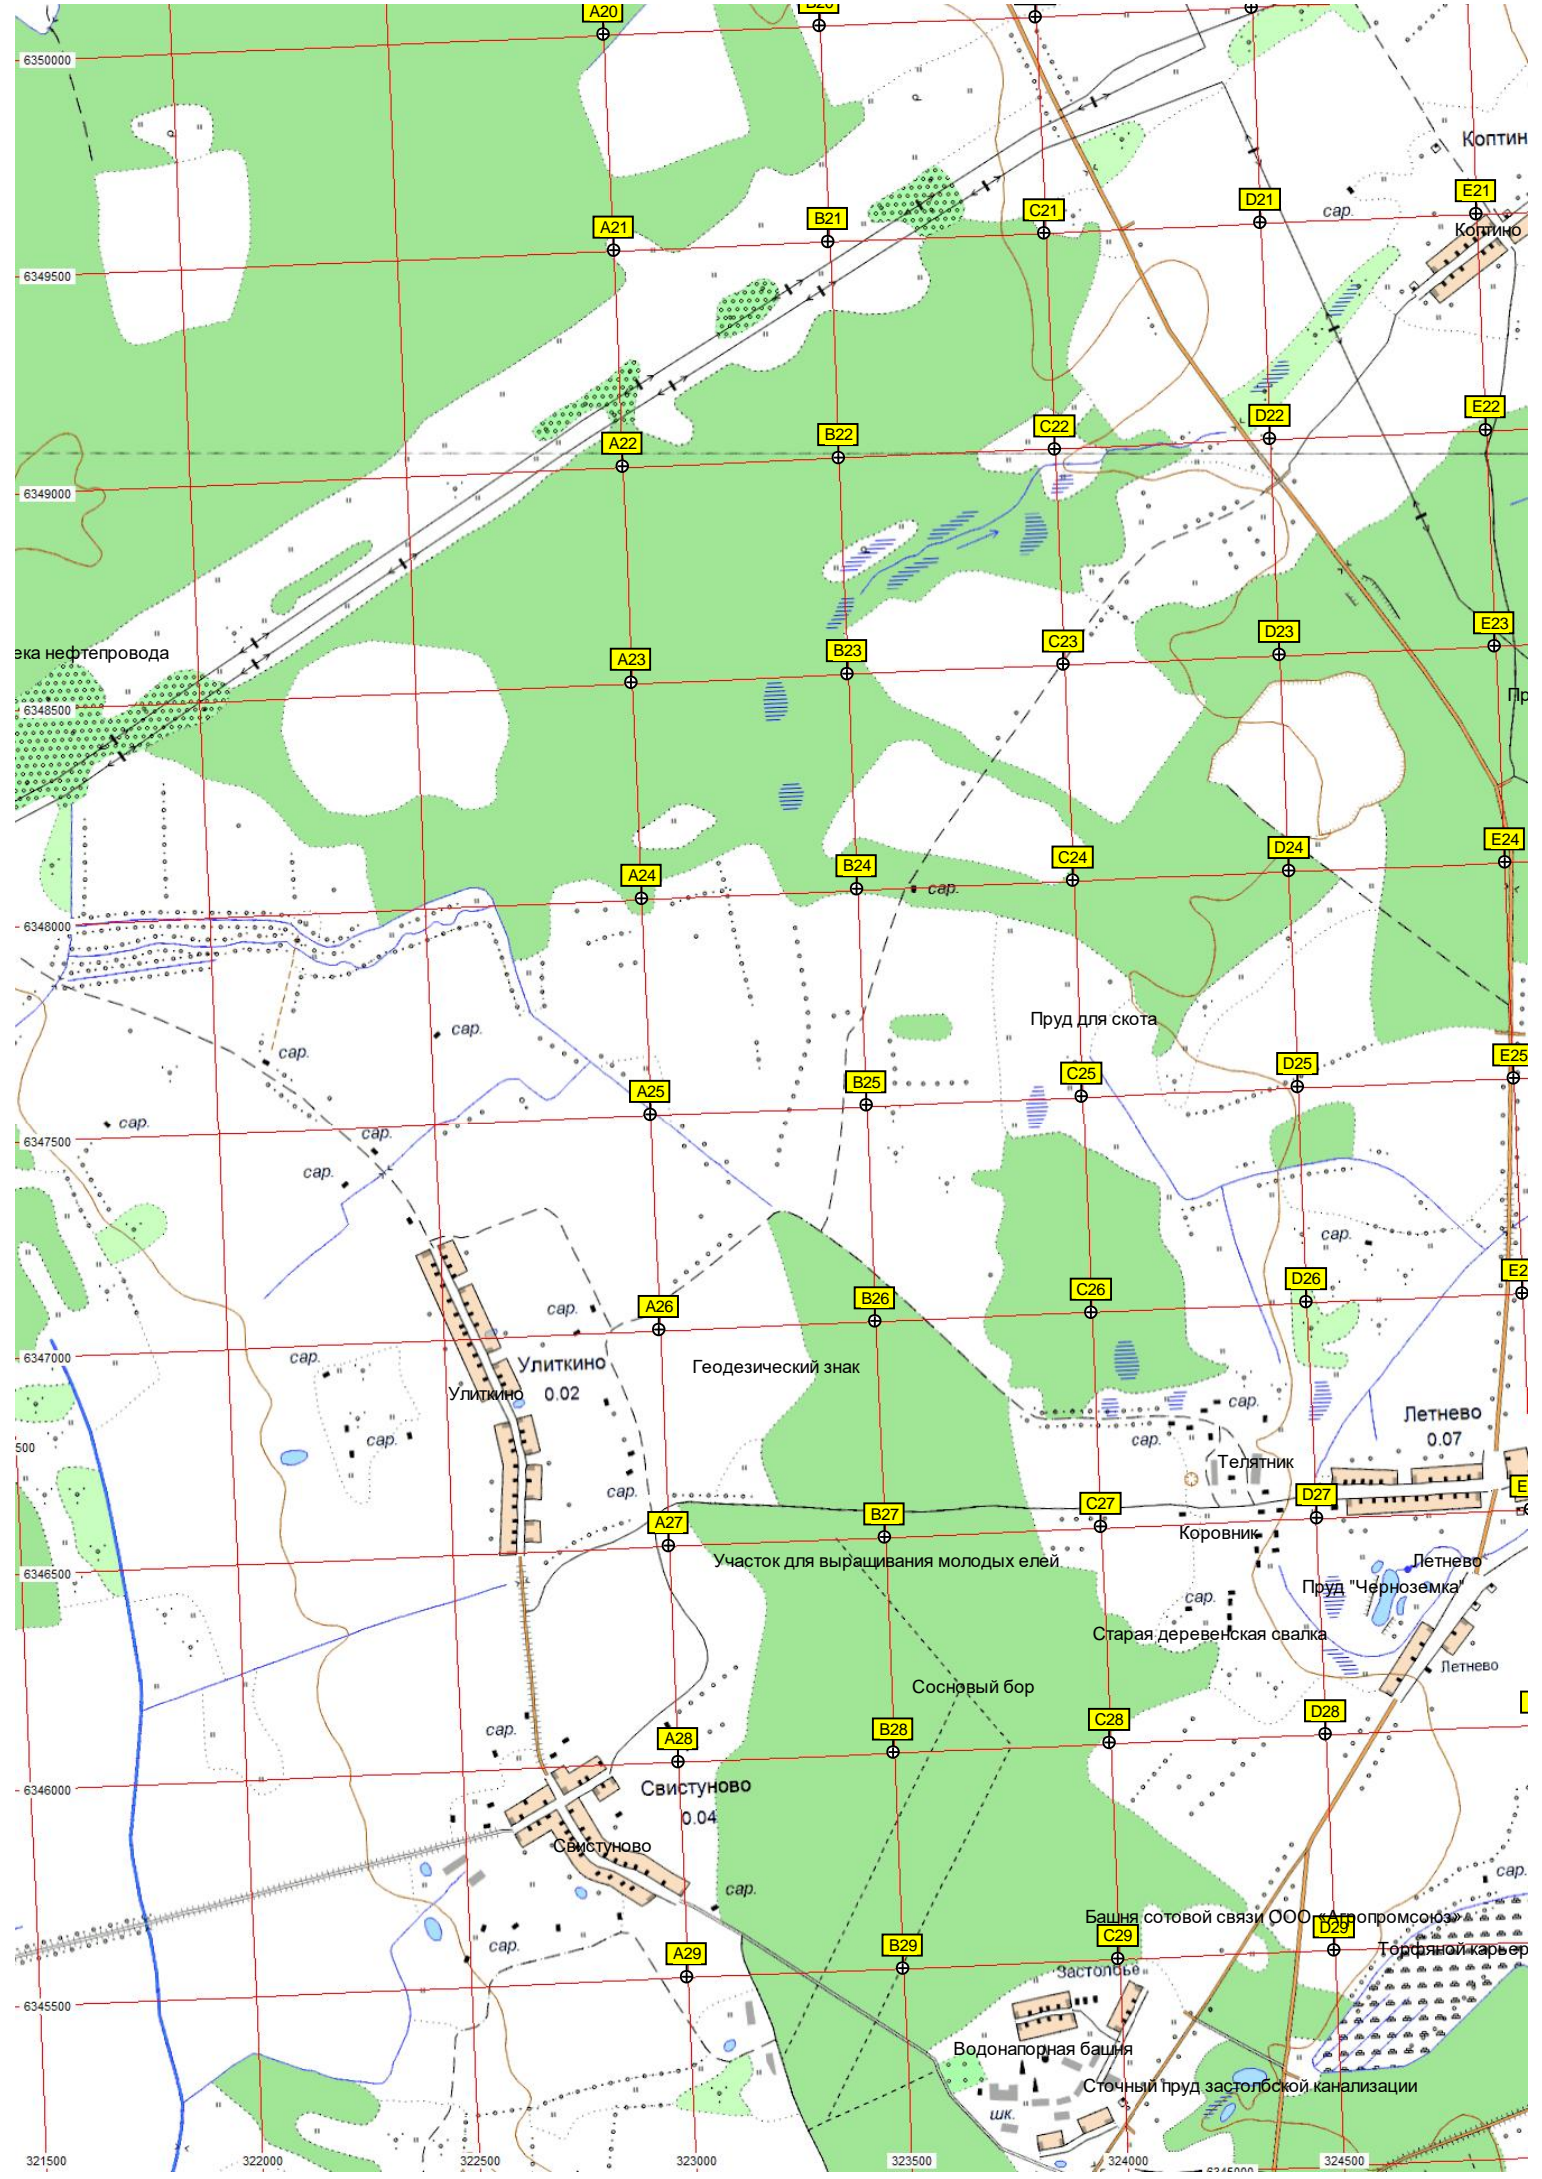 A20
6350000
Коптин
E21
C21
D21
сар.
B21
A21
Коптино
6349500
E22
D22
C22
B22
A22
6349000
E23
D23
C23
ека нефтепровода
B23
A23
Пр
6348500
E24
D24
C24
B24
A24
сар.
6348000
Пруд для скота
сар.
сар.
E25
D25
C25
B25
A25
сар.
сар.
6347500
сар.
сар.
E2
D26
C26
B26
A26
сар.
6347000
сар.
Улиткино
Геодезический знак
Улиткино
0.02
сар.
Летнево
0.07
сар.
сар.
500
Телятник
сар.
E
D27
C27
B27
A27
Коровник
Участок для выращивания молодых елей
Летнево
6346500
Пруд "Черноземка"
сар.
Старая деревенская свалка
Летнево
Сосновый бор
D28
C28
B28
A28
сар.
Свистуново
6346000
0.04
Свистуново
сар.
сар.
Башня сотовой связи ООО «Агропромсоюз»
D29
C29
B29
A29
сар.
Торфяной карьер
Застолбье
6345500
Водонапорная башня
Сточный пруд застолбской канализации
шк.
321500
322000
322500
323000
323500
324000
324500
6345000